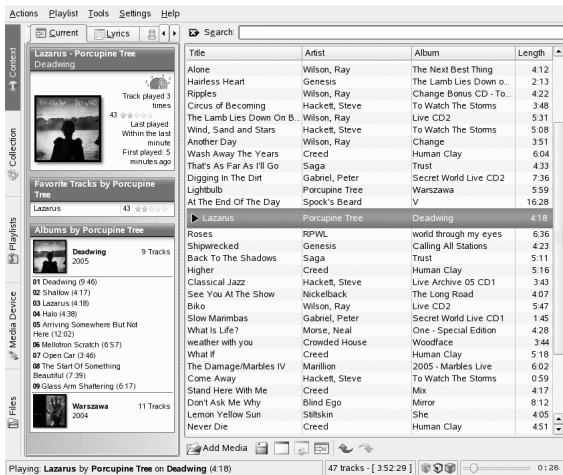 Actions Playlist Tools Settings Help
Current Lyrics
Search:
Context
Collection
Playlists
Media Device
Files
Lazarus - Porcupine Tree
Deadwing
Track played 3
times
43
Last played:
Within the last
minute
First played: 5
minutes ago
Favorite Tracks by Porcupine
Tree
Lazarus 43
Albums by Porcupine Tree
Deadwing 9 Tracks
2005
01 Deadwing (9:46)
02 Shallow (4:17)
03 Lazarus (4:18)
04 Halo (4:38)
05 Arriving Somewhere But Not
Here (12:02)
06 Mellotron Scratch (6:57)
07 Open Car (3:46)
08 The Start Of Something
Beautiful (7:39)
09 Glass Arm Shattering (6:17)
Warszawa 11 Tracks
2004
Title Artist Album Length
Alone Wilson, Ray The Next Best Thing 4:12
Hairless Heart Genesis The Lamb Lies Down o... 2:13
Ripples Wilson, Ray Change Bonus CD - To... 4:22
Circus of Becoming Hackett, Steve To Watch The Storms 3:48
The Lamb Lies Down On B... Wilson, Ray Live CD2 5:31
Wind, Sand and Stars Hackett, Steve To Watch The Storms 5:08
Another Day Wilson, Ray Change 3:51
Wash Away The Years Creed Human Clay 6:04
That's As Far As I'll Go Saga Trust 4:33
Digging In The Dirt Gabriel, Peter Secret World Live CD2 7:36
Lightbulb Porcupine Tree Warszawa 5:59
At The End Of The Day Spock's Beard V 16:28
Lazarus Porcupine Tree Deadwing 4:18
Roses RPWL world through my eyes 6:36
Shipwrecked Genesis Calling All Stations 4:23
Back To The Shadows Saga Trust 5:11
Higher Creed Human Clay 5:16
Classical Jazz Hackett, Steve Live Archive 05 CD1 3:43
See You At The Show Nickelback The Long Road 4:07
Biko Wilson, Ray Live CD2 5:47
Slow Marimbas Gabriel, Peter Secret World Live CD1 1:45
What Is Life? Morse, Neal One - Special Edition 4:28
weather with you Crowded House Woodface 3:44
What If Creed Human Clay 5:18
The Damage/Marbles IV Marillion 2005 - Marbles Live 6:02
Come Away Hackett, Steve To Watch The Storms 0:59
Stand Here With Me Creed Mix 4:17
Don't Ask Me Why Blind Ego Mirror 8:12
Lemon Yellow Sun Stiltskin She 4:05
Never Die Creed Human Clay 4:51
Add Media
Playing: Lazarus by Porcupine Tree on Deadwing (4:18) 47 tracks - [ 3:52:29 ] 0:28